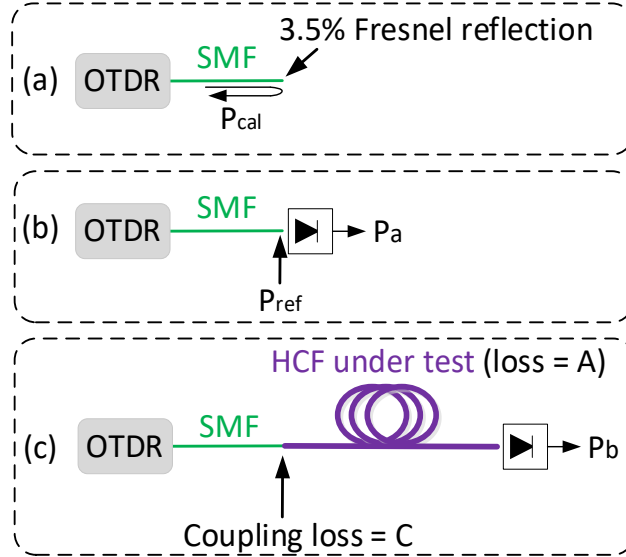 3.5% Fresnel reflection
(a) OTDR SMF
Pcal
(b) OTDR SMF Pa
Pref
HCF under test (loss = A)
(c) OTDR SMF Pb
Coupling loss = C